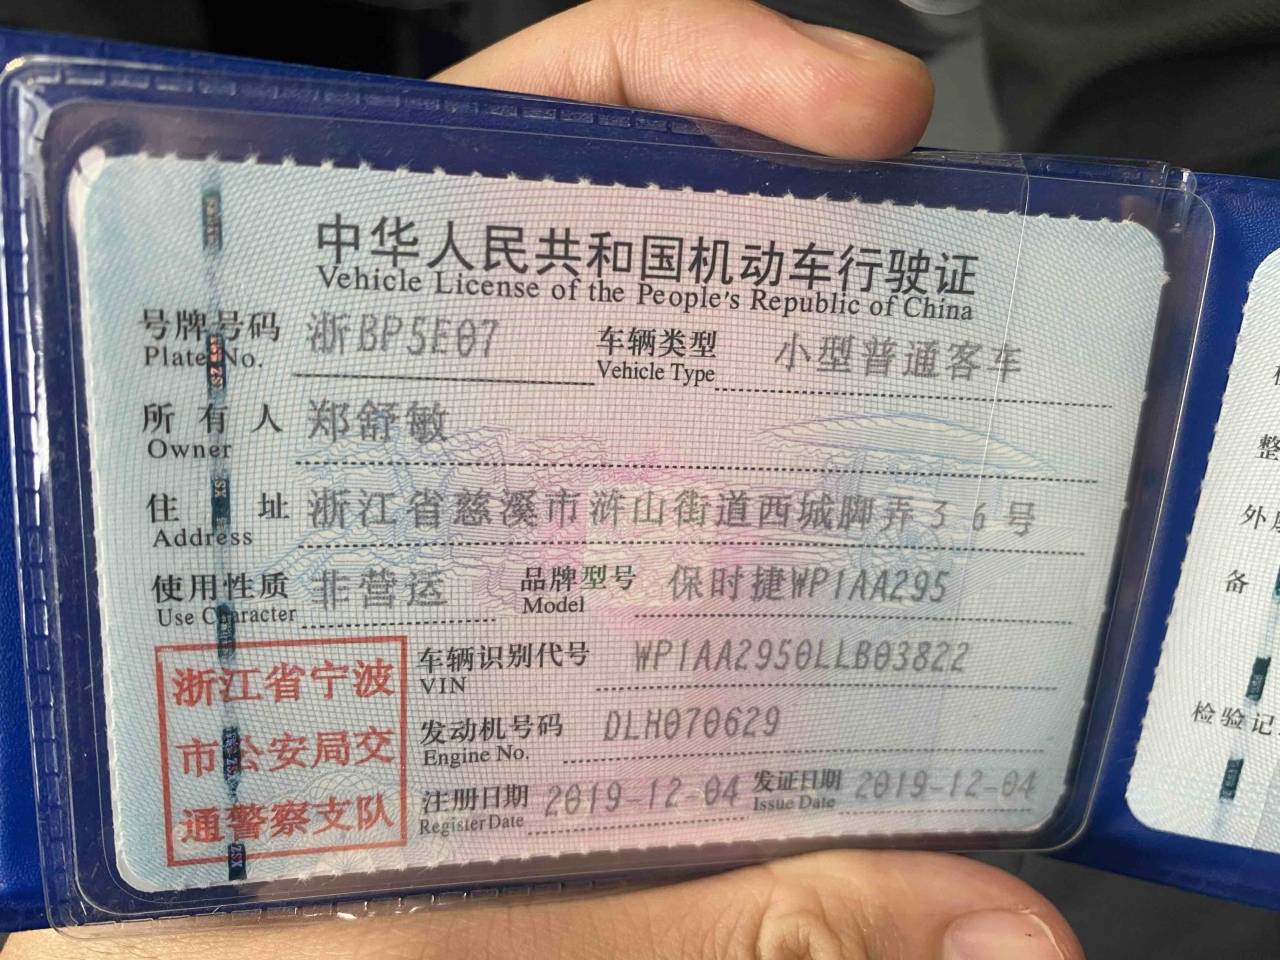 中华人民共和国机动车行驶证
Vehicle License of the People's Republic of China
号牌号码 浙BP5E07 车辆类型 小型普通客车
Plate No. Vehicle Type
所有人 郑舒敏
Owner
住址 浙江省慈溪市浒山街道西城脚弄36号
Address
使用性质 非营运 品牌型号 保时捷WP1AA295
Use Character Model
车辆识别代号 WP1AA2950LLB03822
VIN
发动机号码 DLH070629
Engine No.
注册日期 2019-12-04 发证日期 2019-12-04
Register Date Issue Date
浙江省宁波
市公安局交
通警察支队
整
外
备
检验记